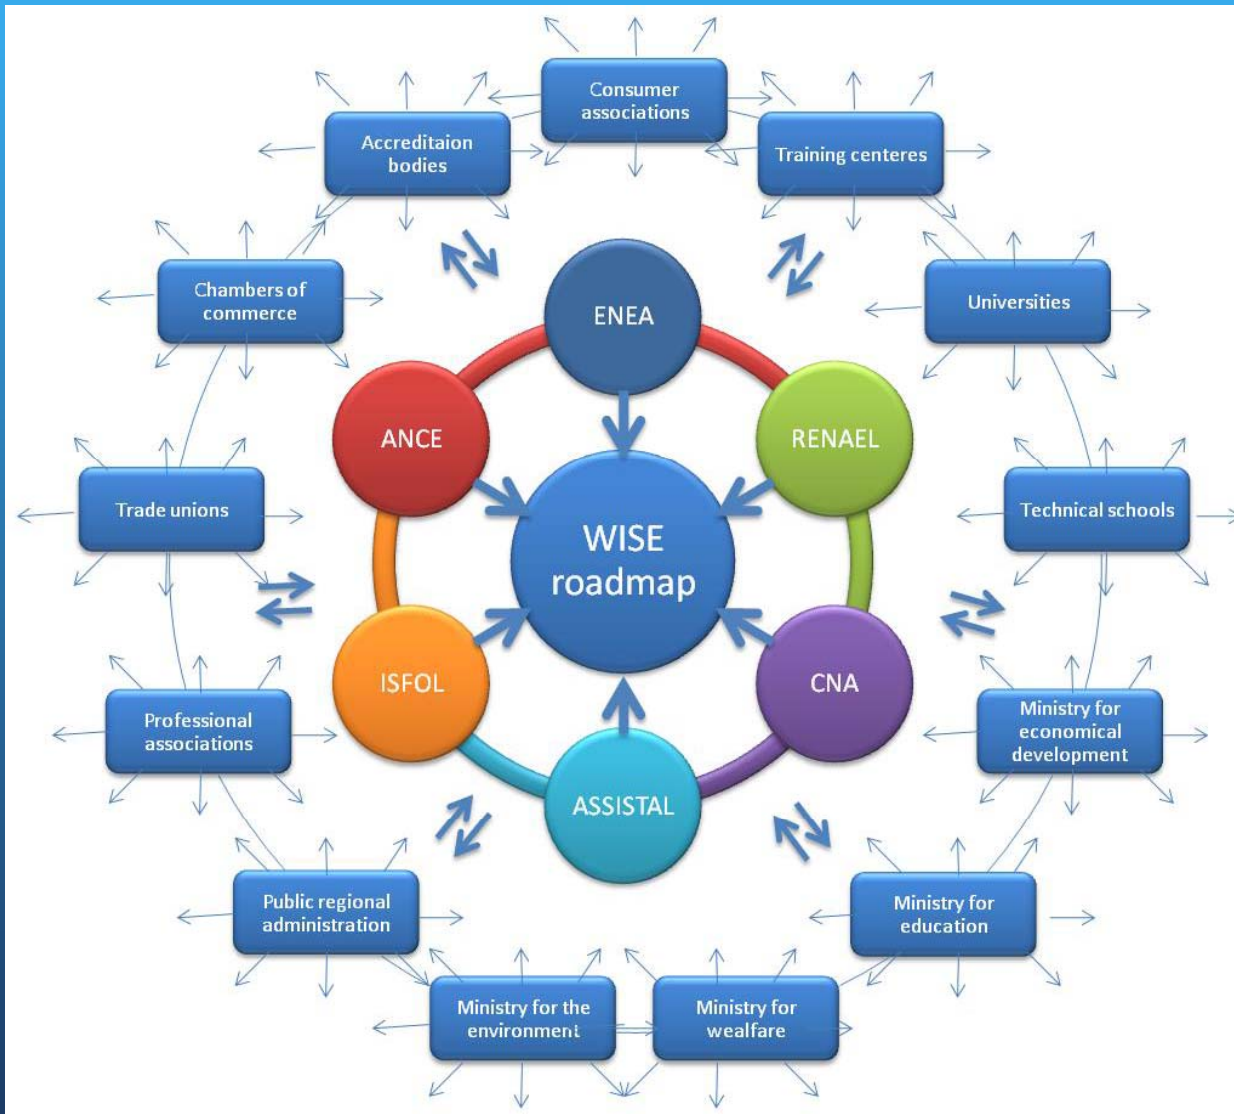 Consumer
associations
Accreditaion
bodies
Training centeres
Chambers of
commerce
ENEA
Universities
ANCE
RENAEL
Trade unions
WISE
roadmap
Technical schools
ISFOL
CNA
Professional
associations
Ministry for
economical
development
ASSISTAL
Public regional
administration
Ministry for
education
Ministry for the
environment
Ministry for
wealfare